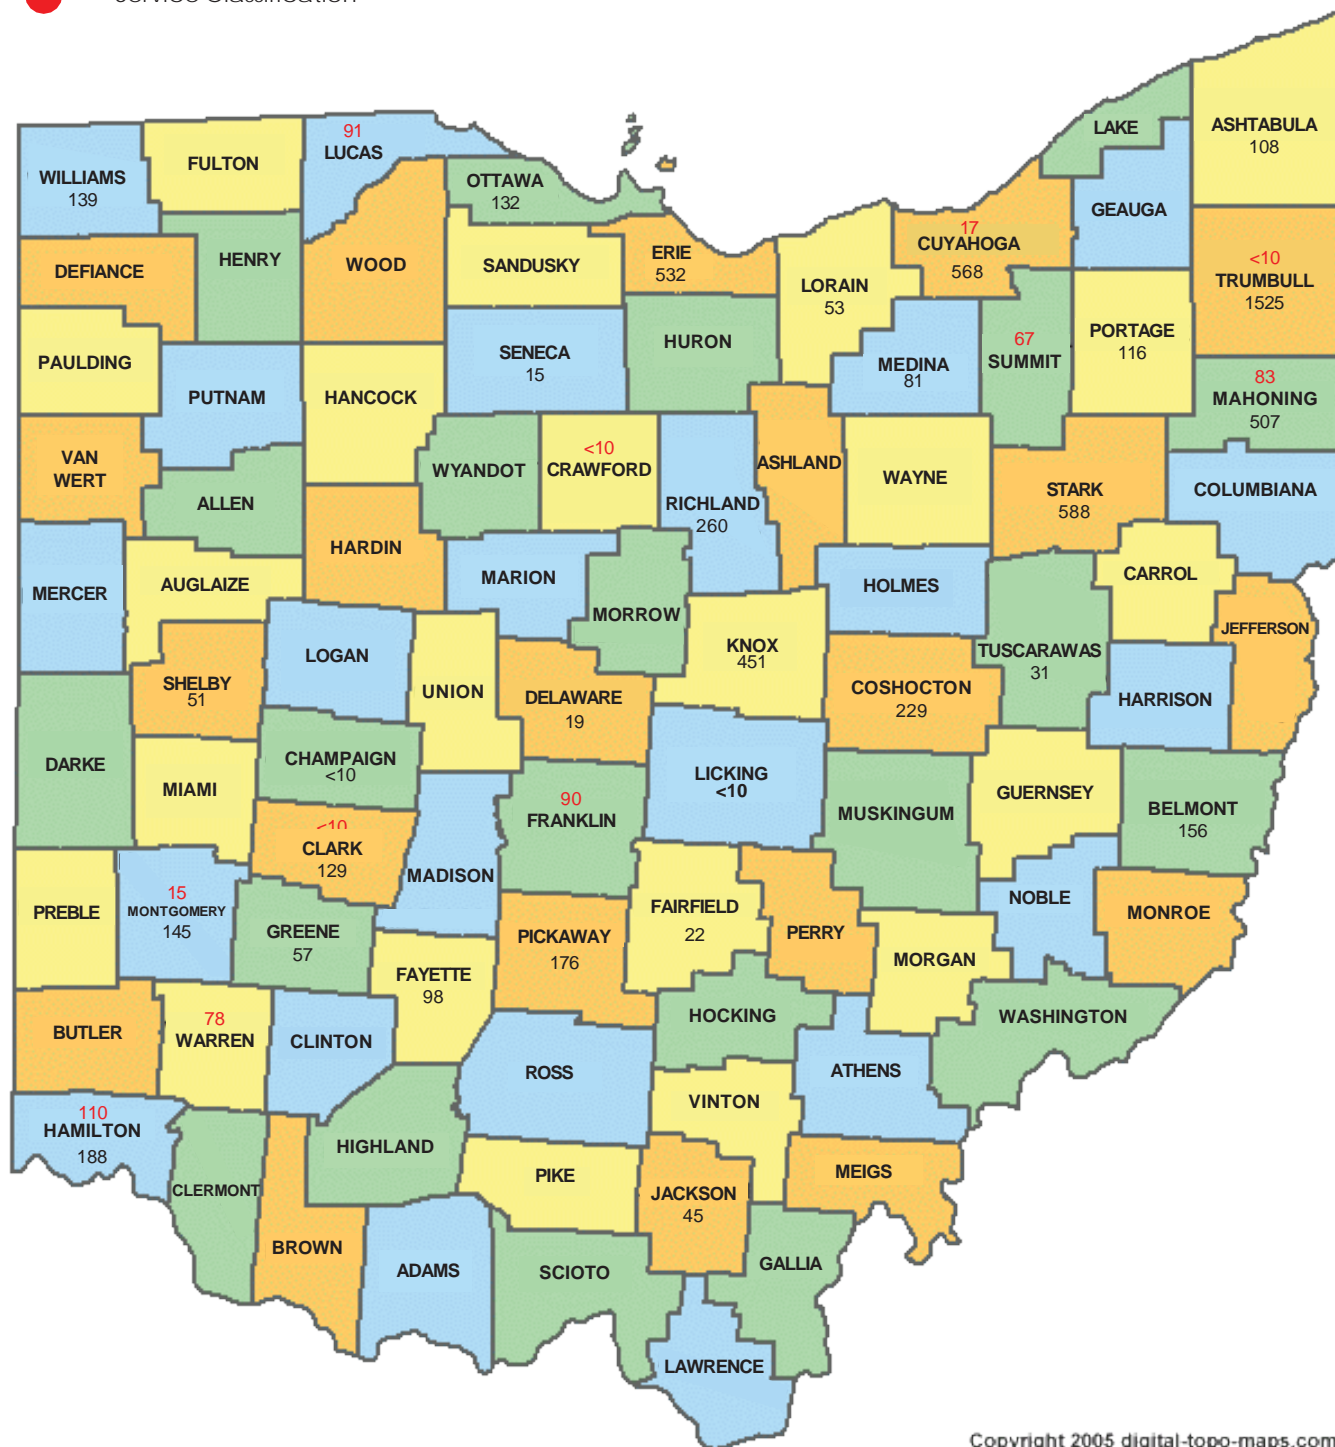 Service Classification
LAKE
ASHTABULA
108
91
LUCAS
FULTON
WILLIAMS
139
OTTAWA
132
GEAUGA
17
CUYAHOGA
568
HENRY
WOOD
SANDUSKY
ERIE
532
DEFIANCE
<10
TRUMBULL
1525
LORAIN
53
PORTAGE
116
67
SUMMIT
HURON
SENECA
15
MEDINA
81
PAULDING
83
MAHONING
507
PUTNAM
HANCOCK
VAN
WERT
<10
CRAWFORD
WYANDOT
ASHLAND
WAYNE
STARK
588
COLUMBIANA
ALLEN
RICHLAND
260
HARDIN
MARION
HOLMES
CARROL
AUGLAIZE
MERCER
MORROW
JEFFERSON
KNOX
451
TUSCARAWAS
31
LOGAN
SHELBY
51
UNION
DELAWARE
19
COSHOCTON
229
HARRISON
DARKE
CHAMPAIGN
<10
LICKING
<10
MIAMI
GUERNSEY
90
FRANKLIN
MUSKINGUM
BELMONT
156
<10
CLARK
129
MADISON
NOBLE
15
MONTGOMERY
145
PREBLE
FAIRFIELD
22
MONROE
GREENE
57
PICKAWAY
176
PERRY
MORGAN
FAYETTE
98
BUTLER
78
WARREN
CLINTON
HOCKING
WASHINGTON
ROSS
ATHENS
VINTON
110
HAMILTON
188
HIGHLAND
PIKE
MEIGS
CLERMONT
JACKSON
45
BROWN
ADAMS
SCIOTO
GALLIA
LAWRENCE
Copyright 2005 digital-topo-maps.com